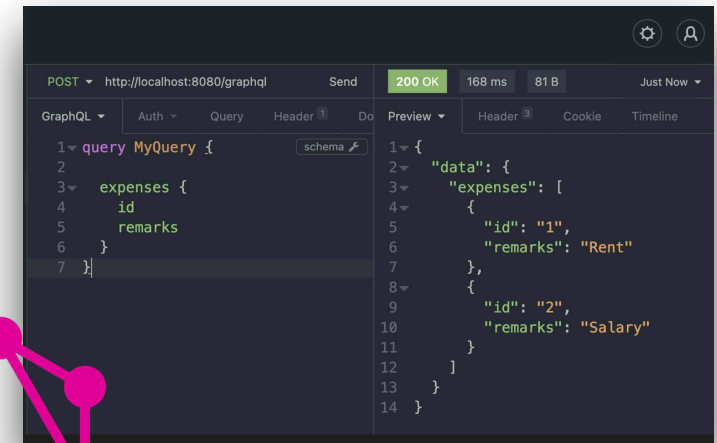 POST http://localhost:8080/graphql Send
200 OK 168 ms 81 B Just Now
GraphQL Auth Query Header 1 Do
Preview Header 3 Cookie Timeline
schema
1 query MyQuery {
2
3 expenses {
4 id
5 remarks
6 }
7 }
1 {
2 "data": {
3 "expenses": [
4 {
5 "id": "1",
6 "remarks": "Rent"
7 },
8 {
9 "id": "2",
10 "remarks": "Salary"
11 }
12 ]
13 }
14 }